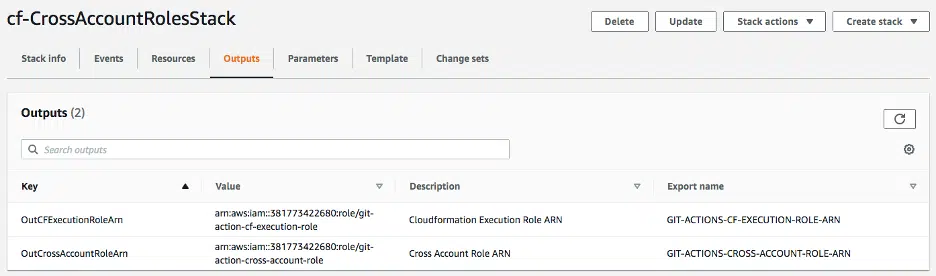 cf-CrossAccountRolesStack
Delete
Update
Stack actions
Create stack
Stack info
Events
Resources
Outputs
Parameters
Template
Change sets
Outputs (2)
Search outputs
Key
Value
Description
Export name
OutCFExecutionRoleArn
arn:aws:iam::381773422680:role/git-
action-cf-execution-role
Cloudformation Execution Role ARN
GIT-ACTIONS-CF-EXECUTION-ROLE-ARN
OutCrossAccountRoleArn
arn:aws:iam::381773422680:role/git-
action-cross-account-role
Cross Account Role ARN
GIT-ACTIONS-CROSS-ACCOUNT-ROLE-ARN